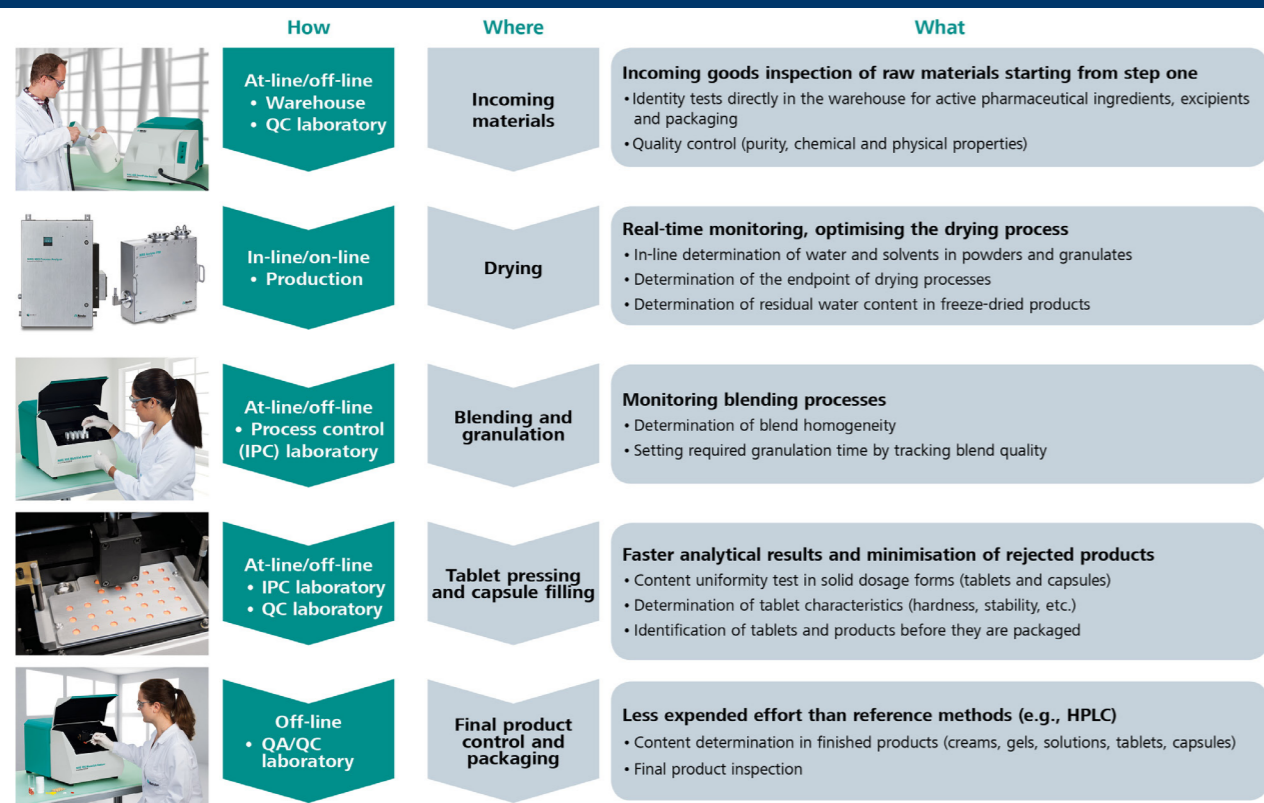 How
Where
What
At-line/off-line
• Warehouse
• QC laboratory
Incoming
materials
Incoming goods inspection of raw materials starting from step one
• Identity tests directly in the warehouse for active pharmaceutical ingredients, excipients
and packaging
• Quality control (purity, chemical and physical properties)
In-line/on-line
• Production
Drying
Real-time monitoring, optimising the drying process
• In-line determination of water and solvents in powders and granulates
• Determination of the endpoint of drying processes
• Determination of residual water content in freeze-dried products
At-line/off-line
• Process control
(IPC) laboratory
Blending and
granulation
Monitoring blending processes
• Determination of blend homogeneity
• Setting required granulation time by tracking blend quality
At-line/off-line
• IPC laboratory
• QC laboratory
Tablet pressing
and capsule filling
Faster analytical results and minimisation of rejected products
• Content uniformity test in solid dosage forms (tablets and capsules)
• Determination of tablet characteristics (hardness, stability, etc.)
• Identification of tablets and products before they are packaged
Off-line
• QA/QC
laboratory
Final product
control and
packaging
Less expended effort than reference methods (e.g., HPLC)
• Content determination in finished products (creams, gels, solutions, tablets, capsules)
• Final product inspection